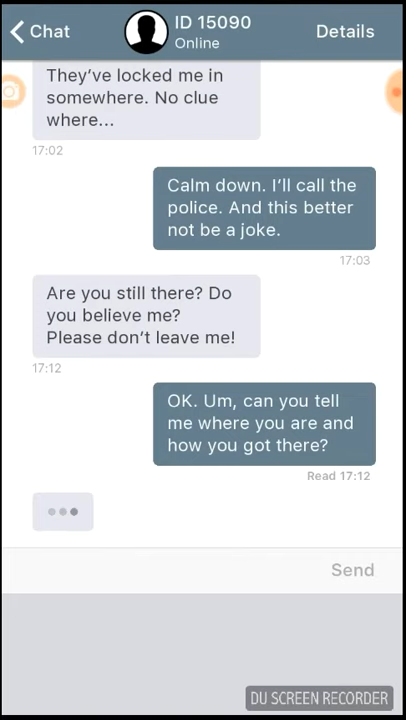 Chat
ID 15090
Online
Details
They've locked me in
somewhere. No clue
where...
17:02
Calm down. I'll call the
police. And this better
not be a joke.
17:03
Are you still there? Do
you believe me?
Please don't leave me!
17:12
OK. Um, can you tell
me where you are and
how you got there?
Read 17:12
Send
DU SCREEN RECORDER